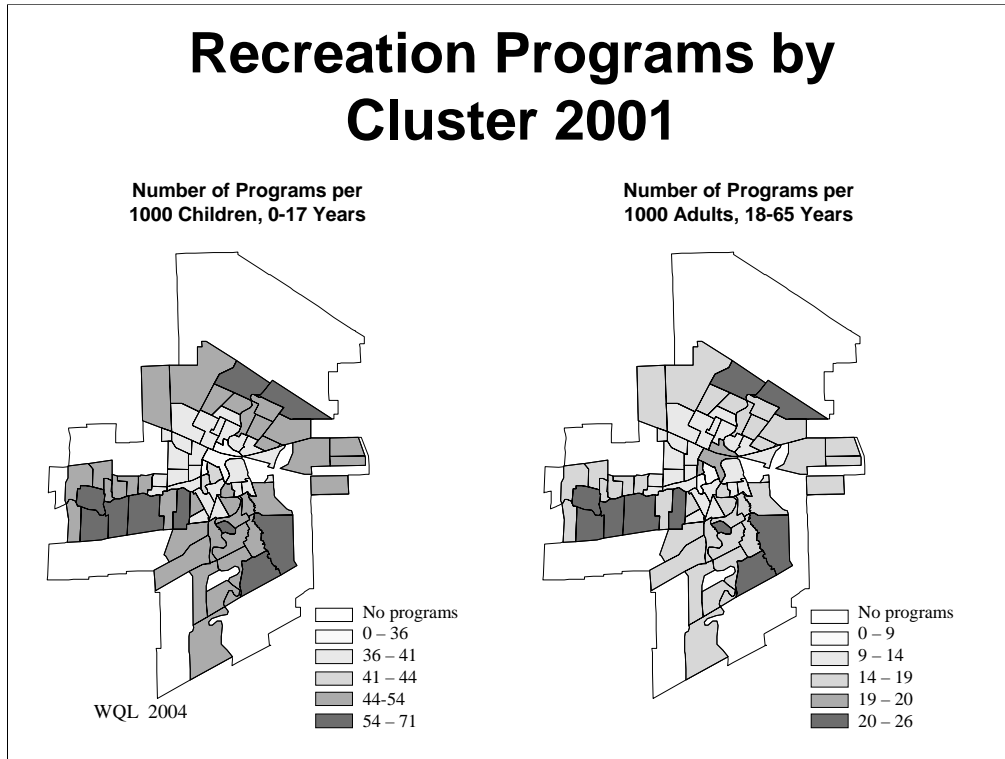 Recreation Programs by
Cluster 2001
Number of Programs per
1000 Children, 0-17 Years
No programs
0 – 36
36 – 41
41 – 44
44-54
54 – 71
WQL 2004
Number of Programs per
1000 Adults, 18-65 Years
No programs
0 – 9
9 – 14
14 – 19
19 – 20
20 – 26